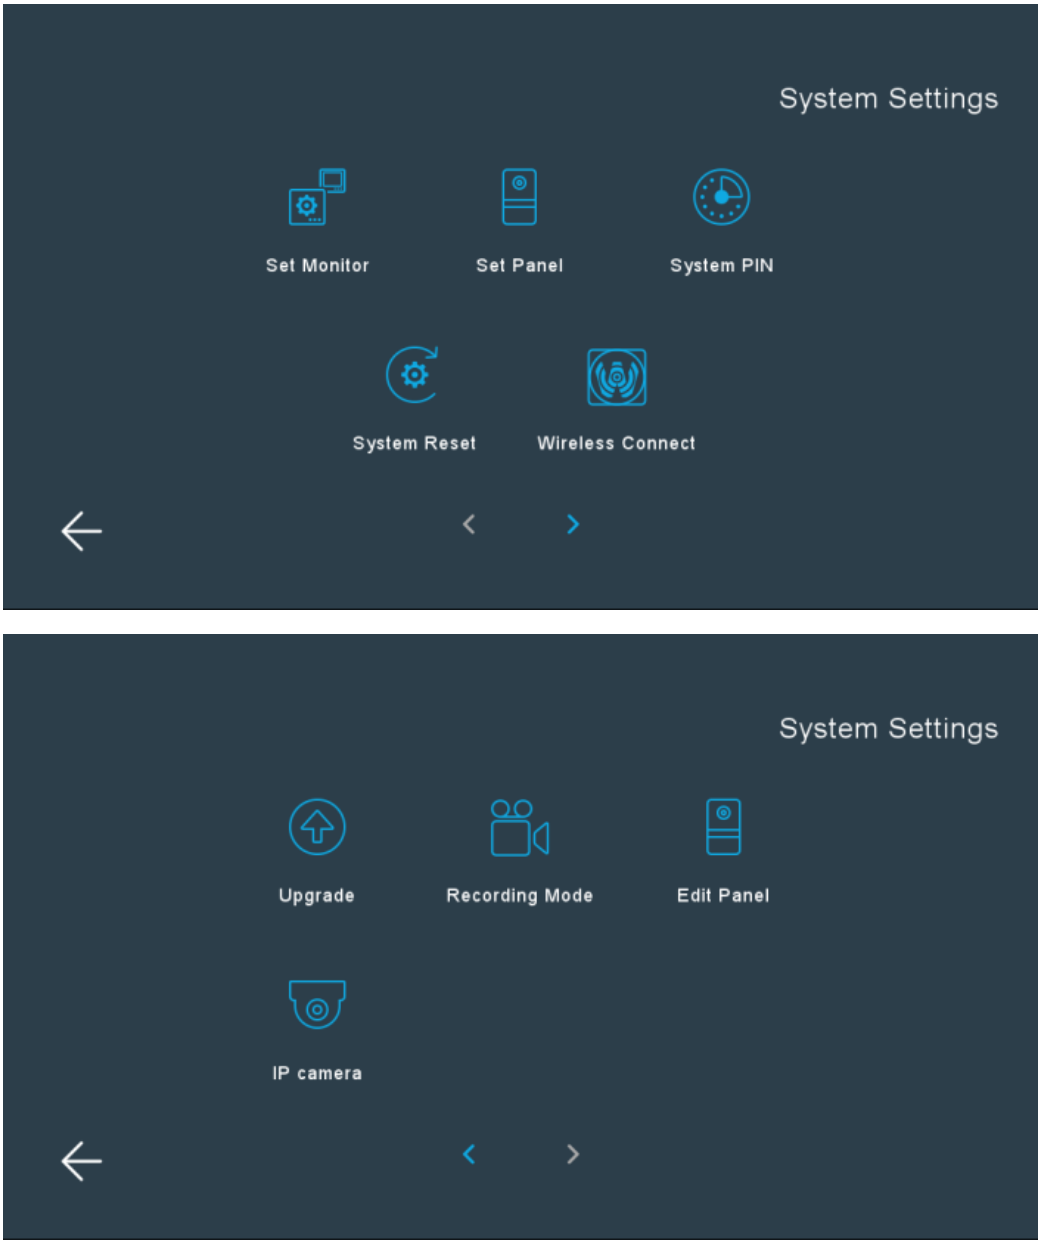 System Settings
Set Monitor
Set Panel
System PIN
System Reset
Wireless Connect
System Settings
Upgrade
Recording Mode
Edit Panel
IP camera